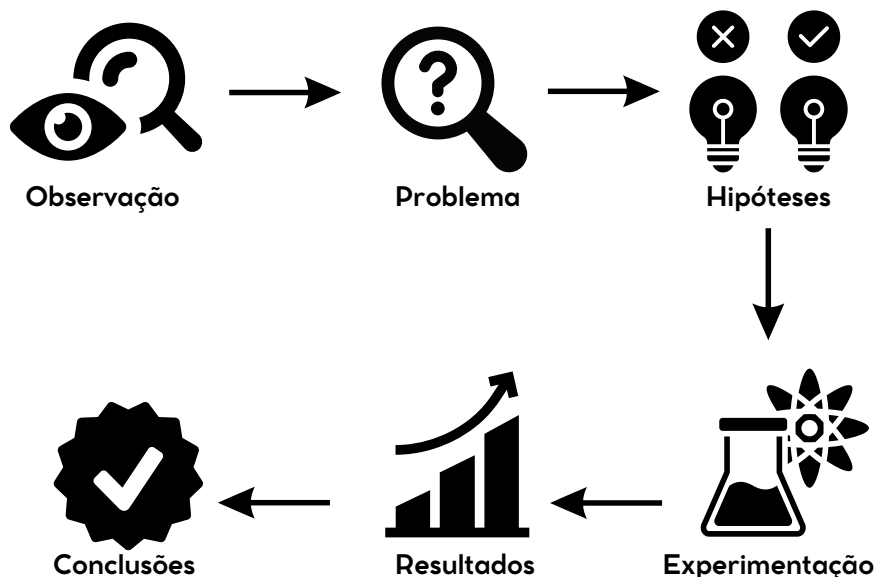 Observação
Problema
Hipóteses
Experimentação
Resultados
Conclusões